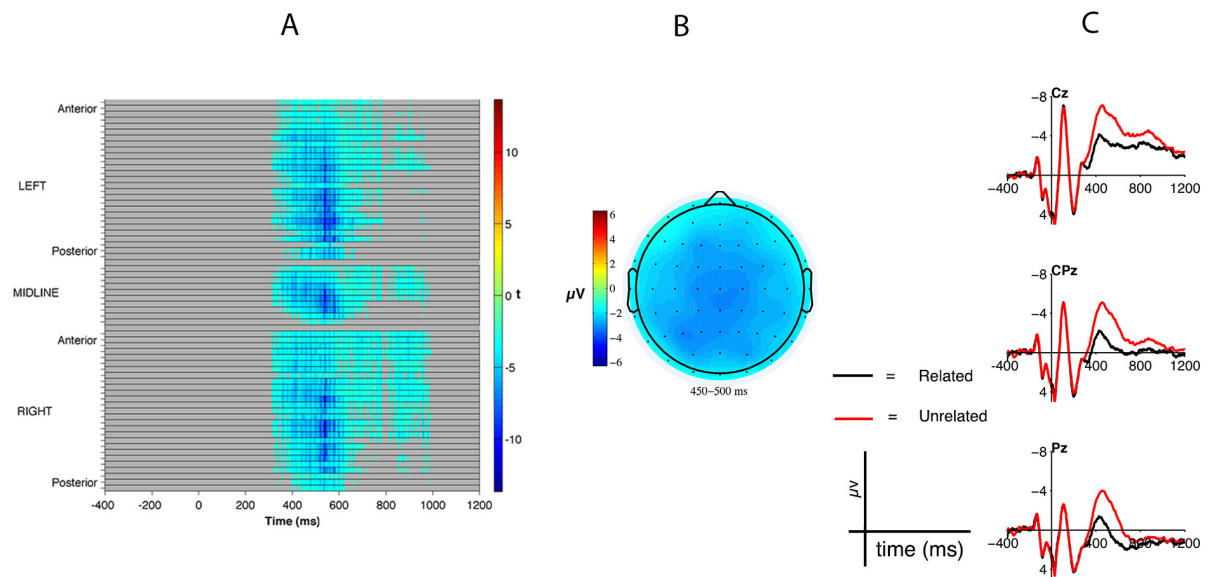 A
B
C
Anterior
LEFT
Posterior
MIDLINE
Anterior
RIGHT
Posterior
-400 -200 0 200 400 600 800 1000 1200
Time (ms)
10
5
0 t
-5
-10
6
4
2
0
−2
−4
−6
µV
450–500 ms
= Related
= Unrelated
µv
time (ms)
Cz
−8
−4
−400 400 800 1200
4
CPz
−8
−4
−400 400 800 1200
4
Pz
−8
−4
−400 400 800 1200
4